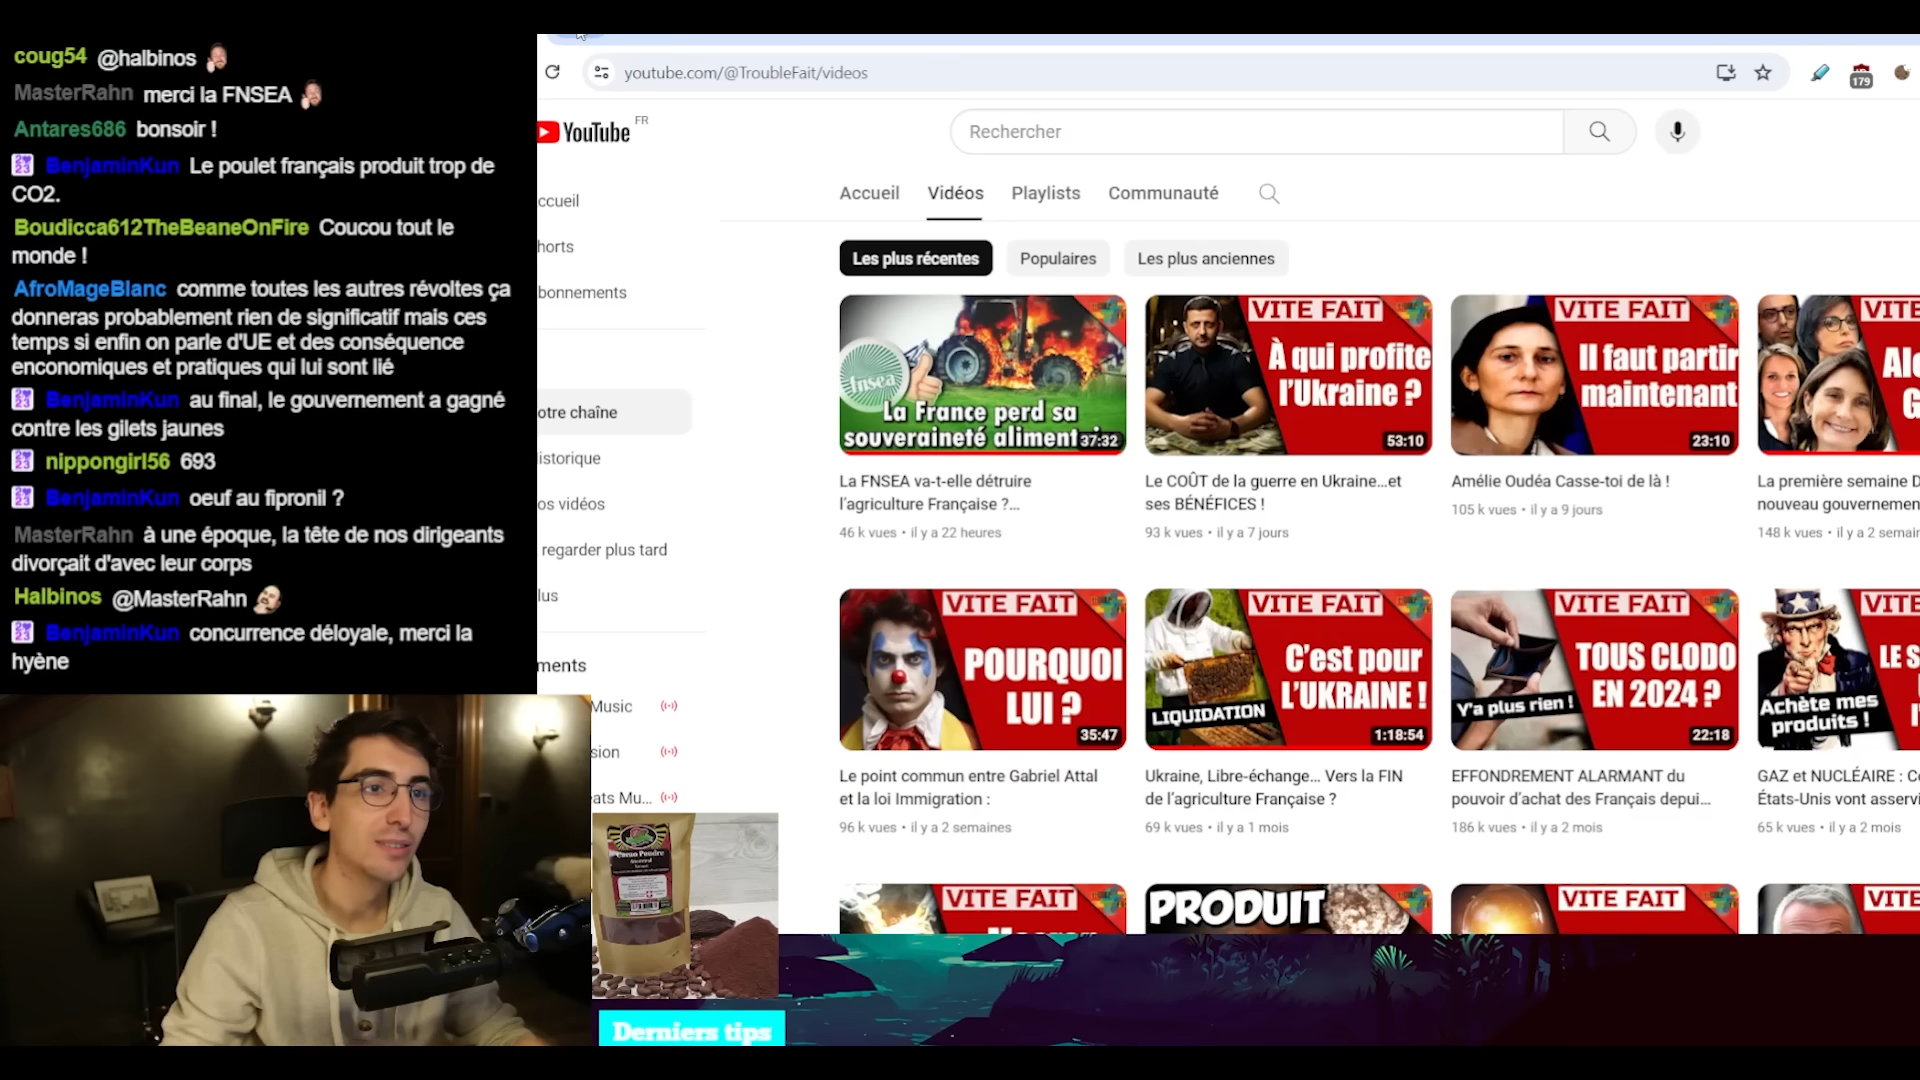 coug54 @halbinos
MasterRahn merci la FNSEA
Antares686 bonsoir !
BenjaminKun Le poulet français produit trop de
CO2.
Boudicca612TheBeaneOnFire Coucou tout le
monde !
AfroMageBlanc comme toutes les autres révoltes ça
donneras probablement rien de significatif mais ces
temps si enfin on parle d'UE et des conséquence
enconomiques et pratiques qui lui sont lié
BenjaminKun au final, le gouvernement a gagné
contre les gilets jaunes
nippongirl56 693
BenjaminKun oeuf au fipronil ?
MasterRahn à une époque, la tête de nos dirigeants
divorçait d'avec leur corps
Halbinos @MasterRahn
BenjaminKun concurrence déloyale, merci la
hyène
youtube.com/@TroubleFait/videos
179
YouTube FR
Rechercher
Accueil Vidéos Playlists Communauté
Les plus récentes Populaires Les plus anciennes
ccueil
horts
bonnements
otre chaîne
istorique
os vidéos
regarder plus tard
lus
ments
Music
sion
eats Mu...
fnsea
La France perd sa
souveraineté aliment
37:32
La FNSEA va-t-elle détruire
l'agriculture Française ?...
46 k vues • il y a 22 heures
VITE FAIT
À qui profite
l'Ukraine ?
53:10
Le COÛT de la guerre en Ukraine...et
ses BÉNÉFICES !
93 k vues • il y a 7 jours
VITE FAIT
Il faut partir
maintenant
23:10
Amélie Oudéa Casse-toi de là !
105 k vues • il y a 9 jours
VITE
Alo
G
La première semaine D
nouveau gouvernemen
148 k vues • il y a 2 semain
VITE FAIT
POURQUOI
LUI ?
35:47
Le point commun entre Gabriel Attal
et la loi Immigration :
96 k vues • il y a 2 semaines
VITE FAIT
C'est pour
L'UKRAINE !
LIQUIDATION
1:18:54
Ukraine, Libre-échange... Vers la FIN
de l'agriculture Française ?
69 k vues • il y a 1 mois
VITE FAIT
TOUS CLODO
EN 2024 ?
Y'a plus rien !
22:18
EFFONDREMENT ALARMANT du
pouvoir d'achat des Français depui...
186 k vues • il y a 2 mois
VITE
LE S
Achète mes
produits !
GAZ et NUCLÉAIRE : C
États-Unis vont asservi
65 k vues • il y a 2 mois
VITE FAIT
PRODUIT
VITE FAIT
VITE
Cacao Poudre
Derniers tips